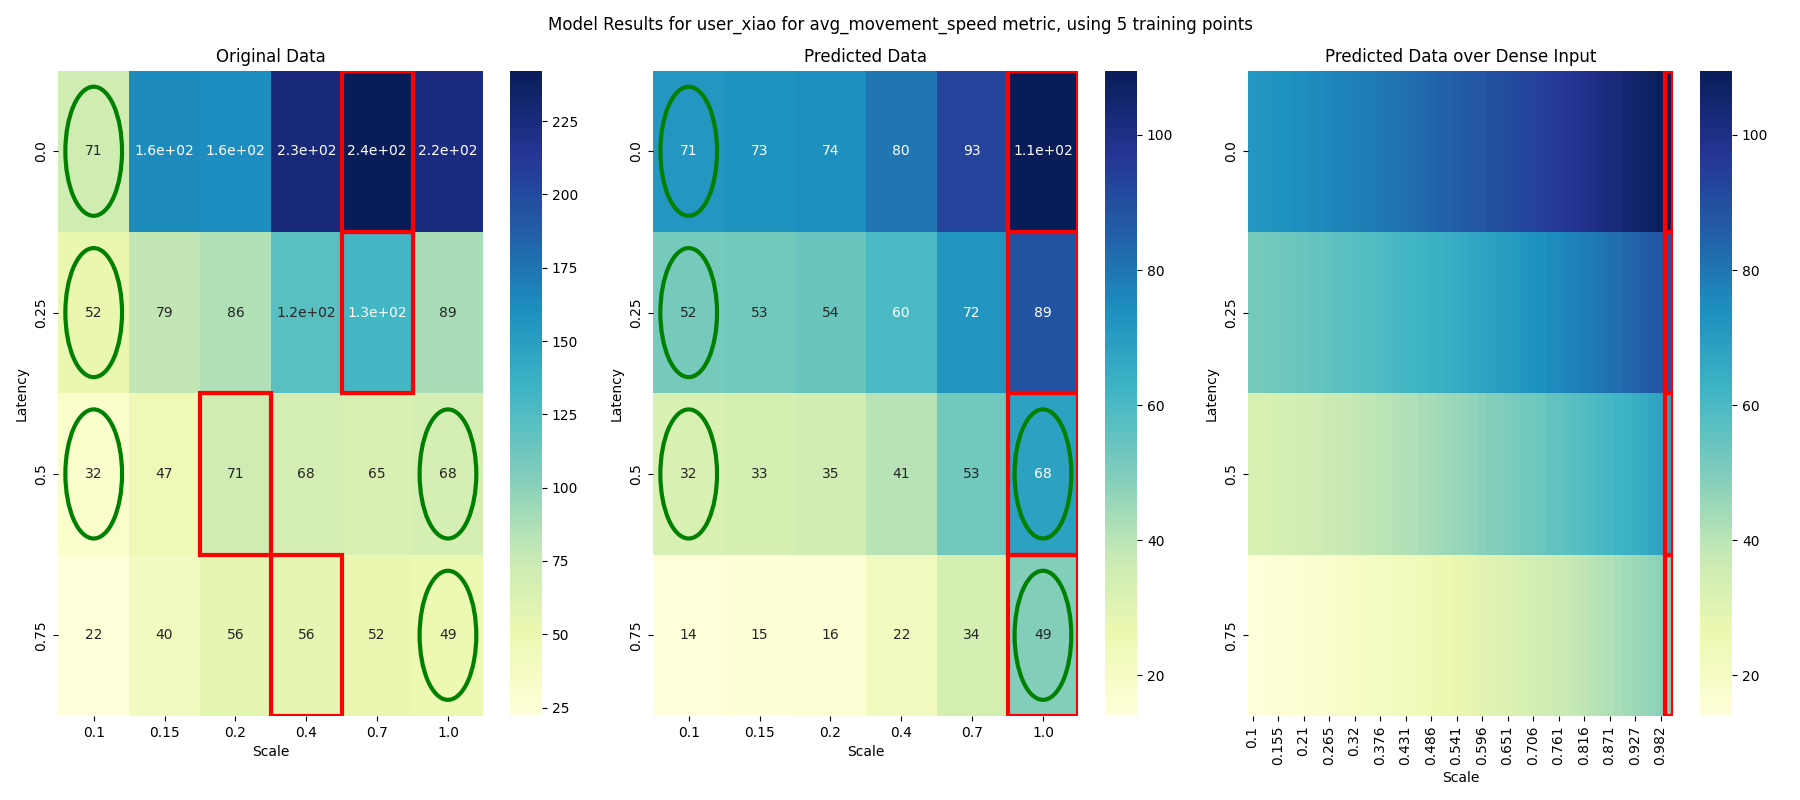 Model Results for user_xiao for avg_movement_speed metric, using 5 training points
Original Data
Latency
0.0
0.25
0.5
0.75
71 1.6e+02 1.6e+02 2.3e+02 2.4e+02 2.2e+02
52 79 86 1.2e+02 1.3e+02 89
32 47 71 68 65 68
22 40 56 56 52 49
0.1 0.15 0.2 0.4 0.7 1.0
Scale
225
200
175
150
125
100
75
50
25
Predicted Data
Latency
0.0
0.25
0.5
0.75
71 73 74 80 93 1.1e+02
52 53 54 60 72 89
32 33 35 41 53 68
14 15 16 22 34 49
0.1 0.15 0.2 0.4 0.7 1.0
Scale
100
80
60
40
20
Predicted Data over Dense Input
Latency
0.0
0.25
0.5
0.75
0.1 0.155 0.21 0.265 0.32 0.376 0.431 0.486 0.541 0.596 0.651 0.706 0.761 0.816 0.871 0.927 0.982
Scale
100
80
60
40
20